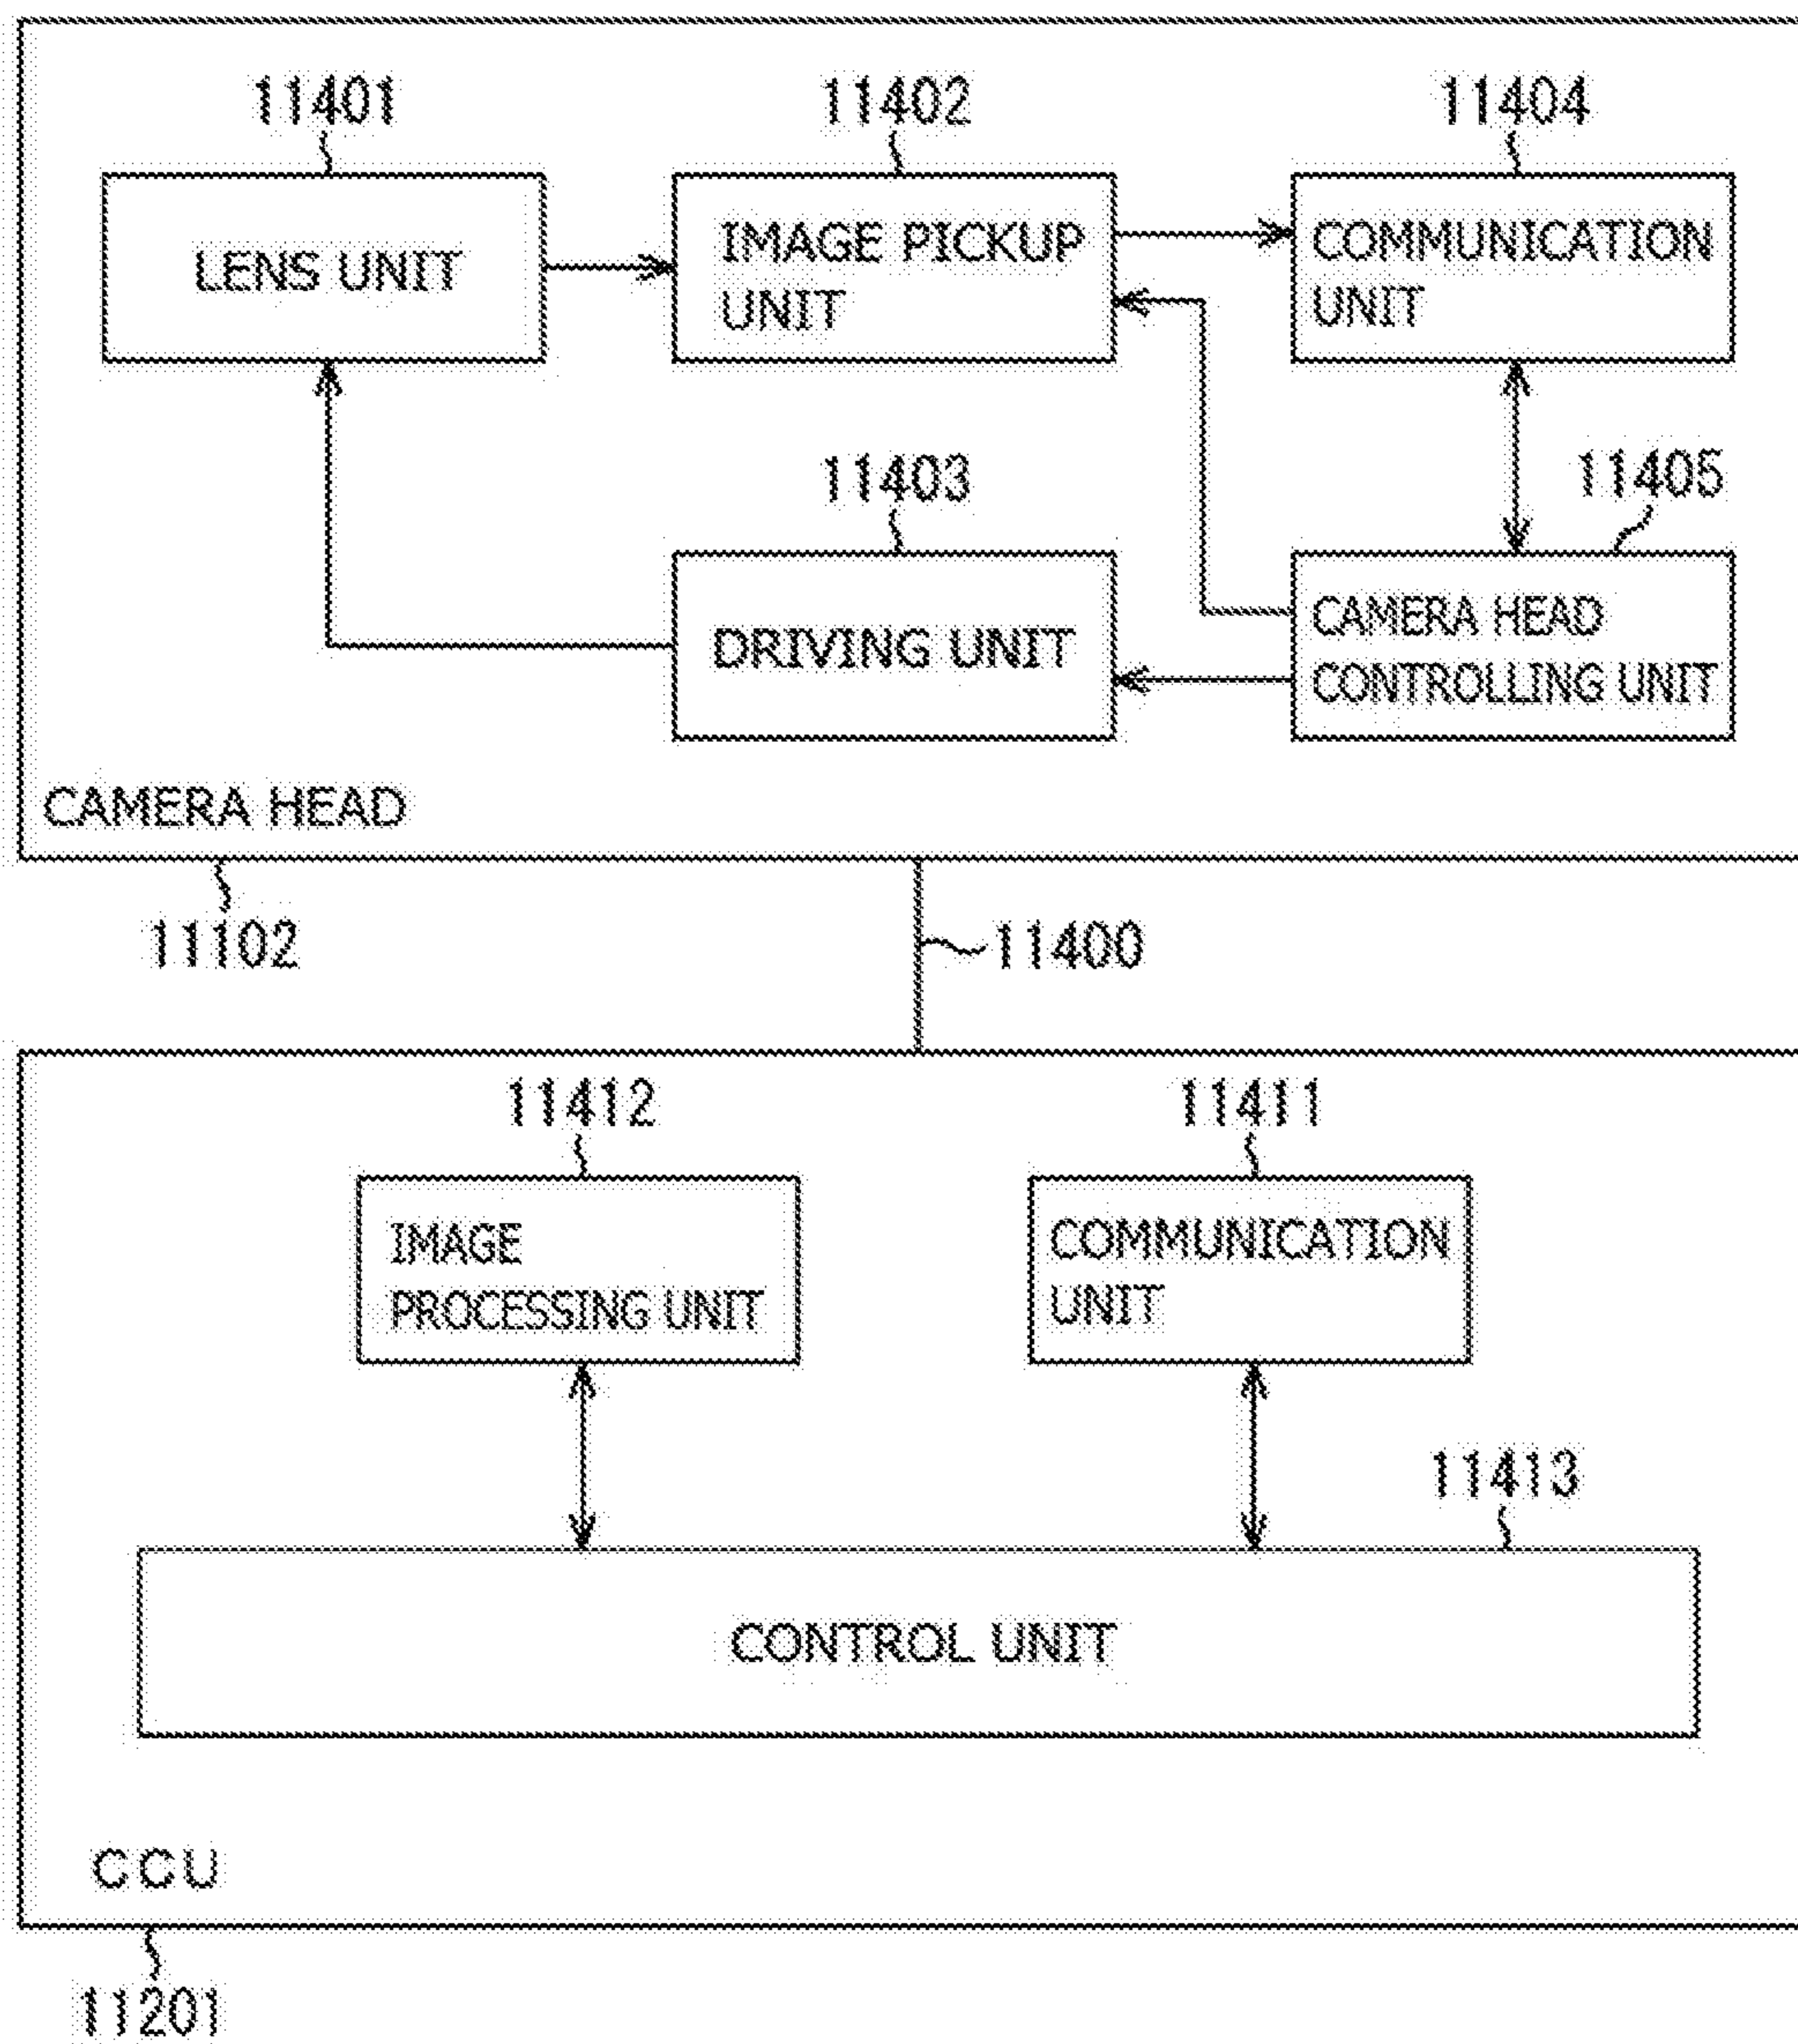 11401
11402
11404
LENS UNIT
IMAGE PICKUP
UNIT
COMMUNICATION
UNIT
11403
11405
DRIVING UNIT
CAMERA HEAD
CONTROLLING UNIT
CAMERA HEAD
11102
11400
11412
11411
IMAGE
PROCESSING UNIT
COMMUNICATION
UNIT
11413
CONTROL UNIT
CCU
11201